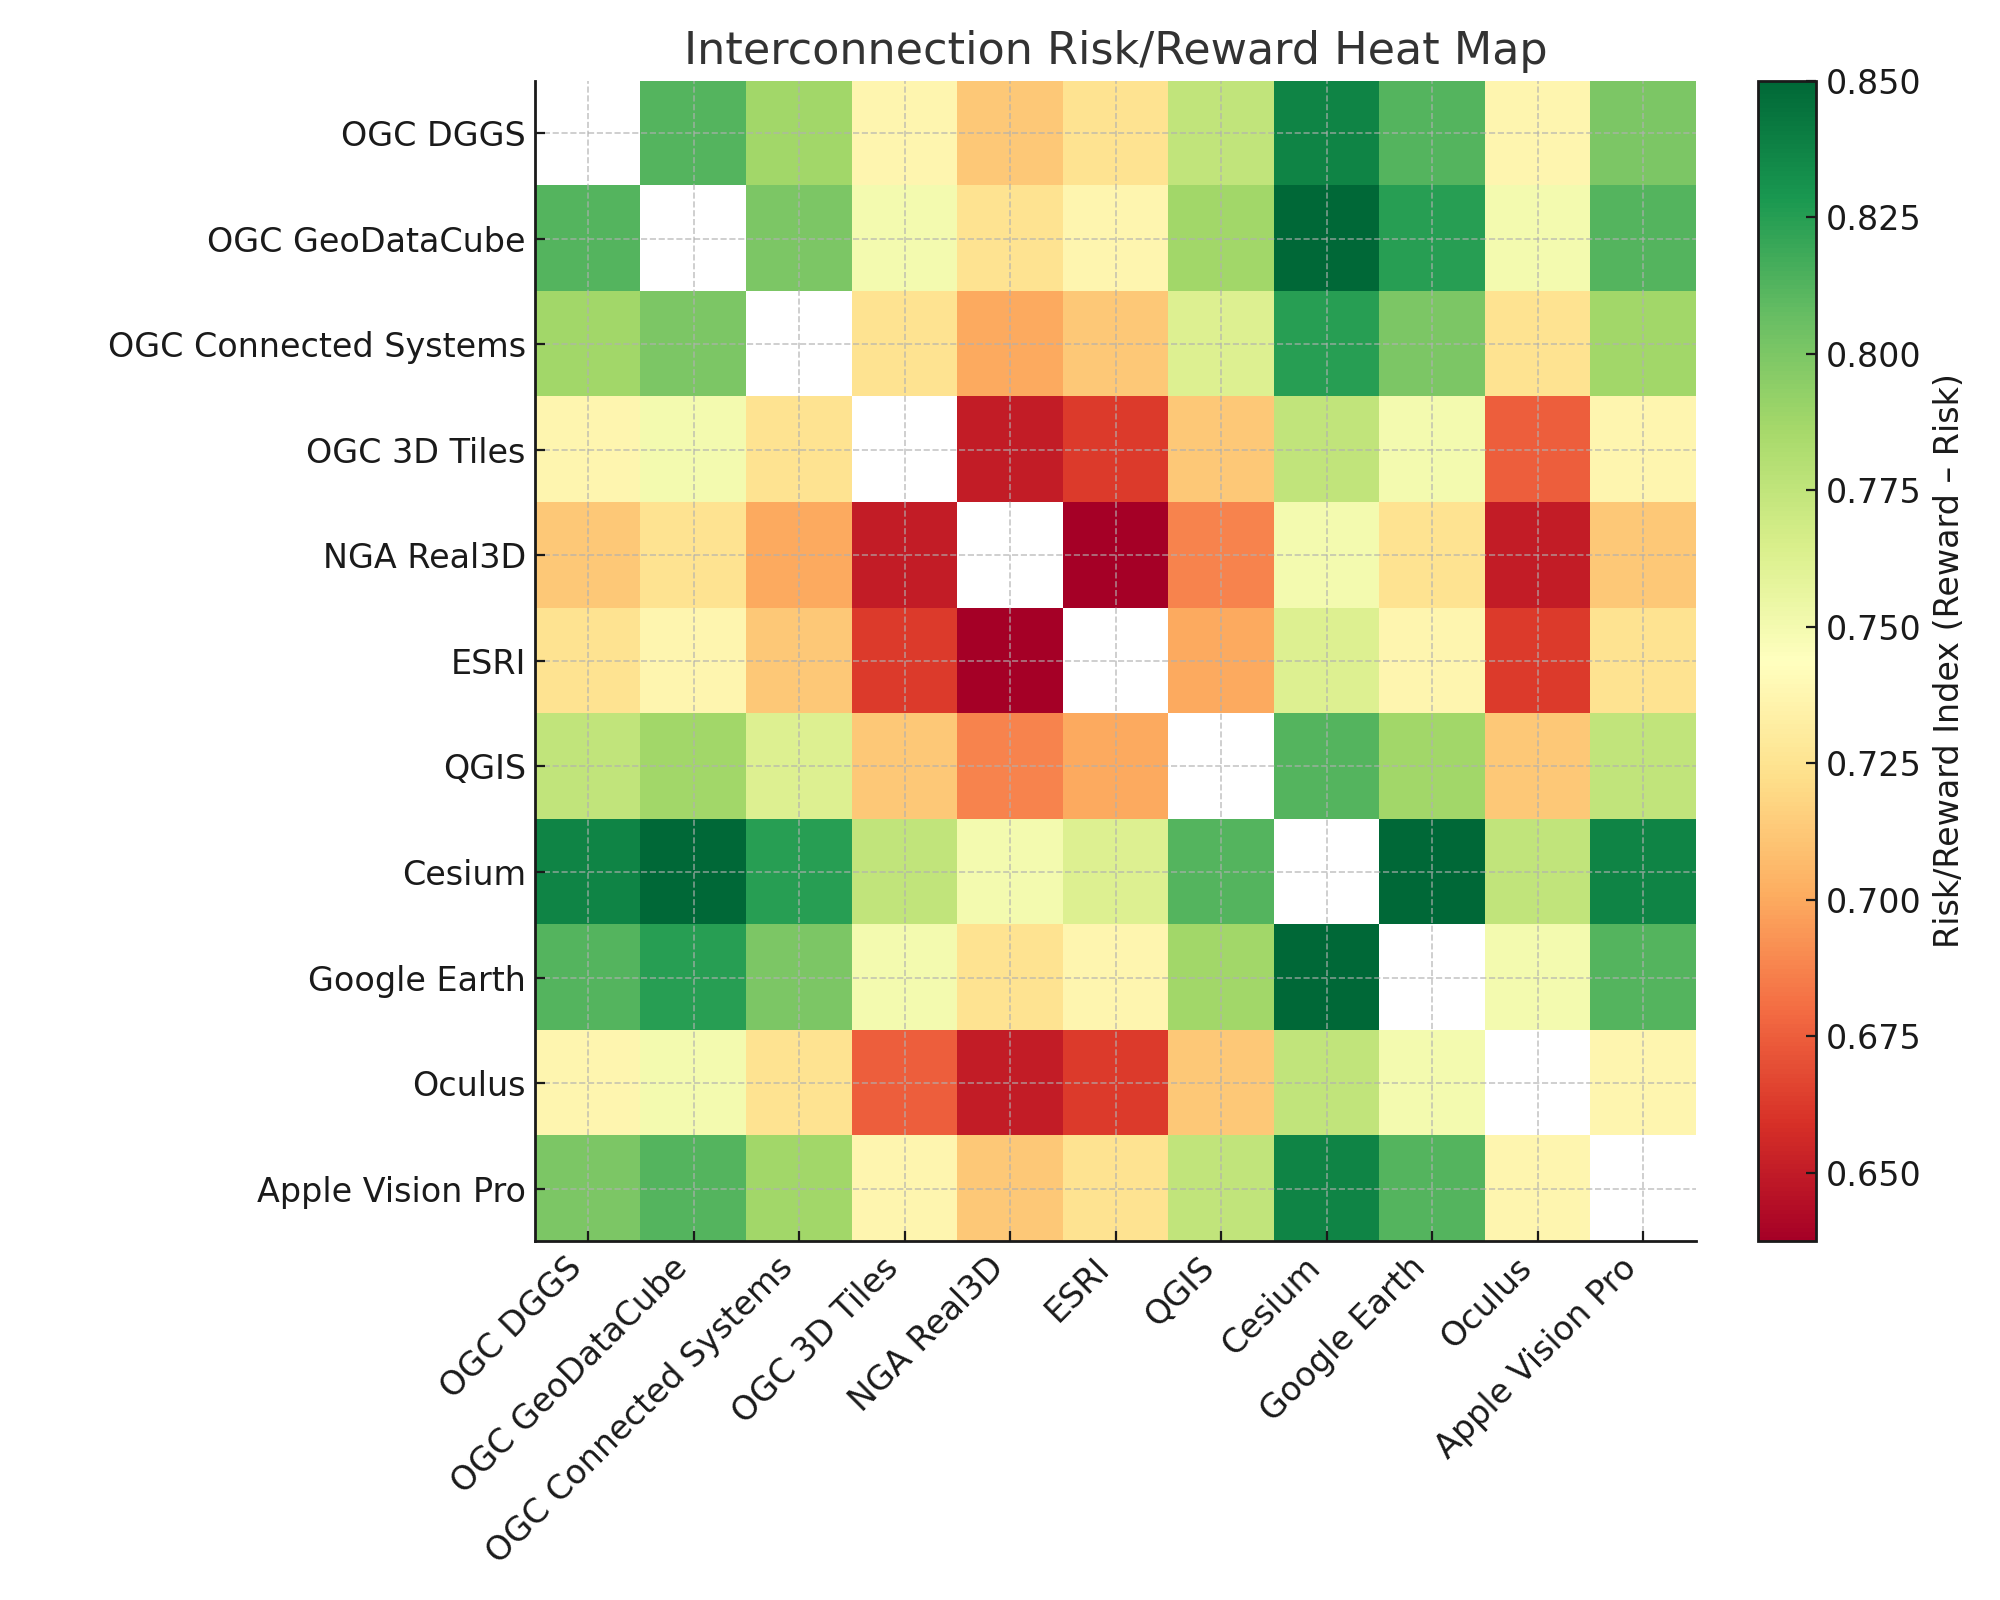 Interconnection Risk/Reward Heat Map
OGC DGGS
OGC GeoDataCube
OGC Connected Systems
OGC 3D Tiles
NGA Real3D
ESRI
QGIS
Cesium
Google Earth
Oculus
Apple Vision Pro
OGC DGGS
OGC GeoDataCube
OGC Connected Systems
OGC 3D Tiles
NGA Real3D
ESRI
QGIS
Cesium
Google Earth
Oculus
Apple Vision Pro
0.850
0.825
0.800
0.775
0.750
0.725
0.700
0.675
0.650
Risk/Reward Index (Reward – Risk)